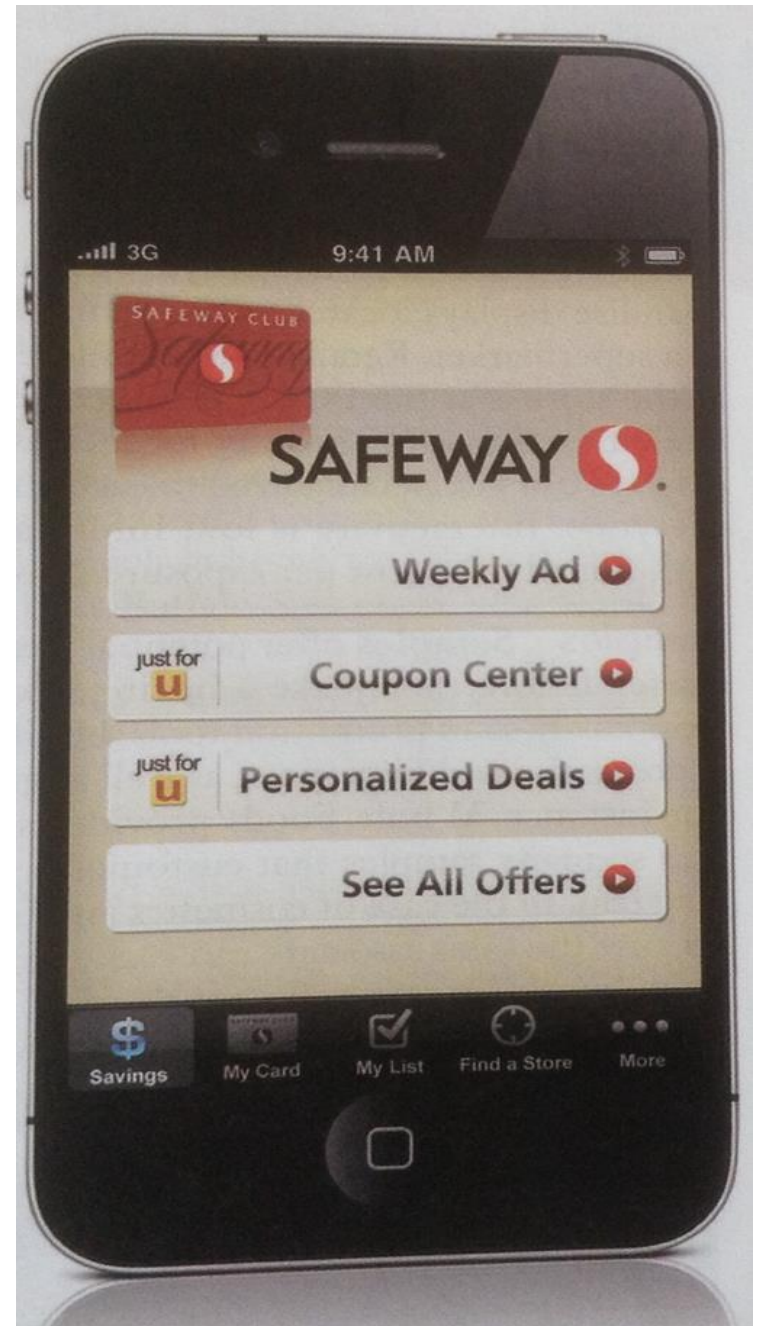 3G
9:41 AM
SAFEWAY CLUB
Safeway
SAFEWAY
Weekly Ad
just for
u
Coupon Center
just for
u
Personalized Deals
See All Offers
$
Savings
My Card
My List
Find a Store
More